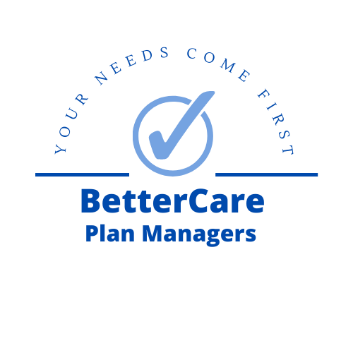 YOUR NEEDS COME FIRST
BetterCare
Plan Managers